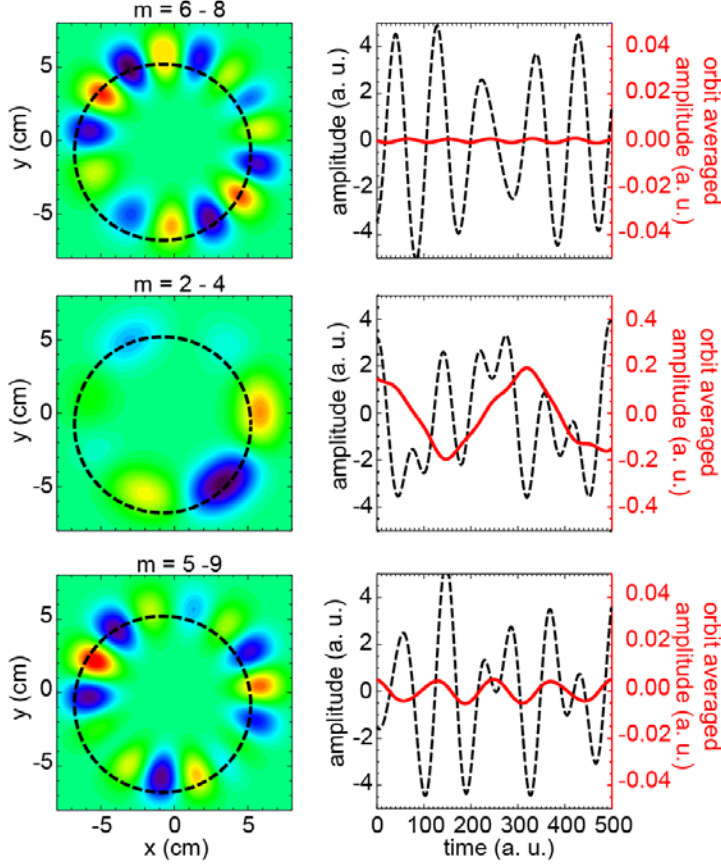 m = 6 - 8
y (cm)
5
0
-5
amplitude (a. u.)
4
2
0
-2
-4
0.04
0.02
0.00
-0.02
-0.04
orbit averaged
amplitude (a. u.)
m = 2 - 4
y (cm)
5
0
-5
amplitude (a. u.)
4
2
0
-2
-4
0.4
0.2
0.0
-0.2
-0.4
orbit averaged
amplitude (a. u.)
m = 5 -9
y (cm)
5
0
-5
-5 0 5
x (cm)
amplitude (a. u.)
4
2
0
-2
-4
0 100 200 300 400 500
time (a. u.)
0.04
0.02
0.00
-0.02
-0.04
orbit averaged
amplitude (a. u.)